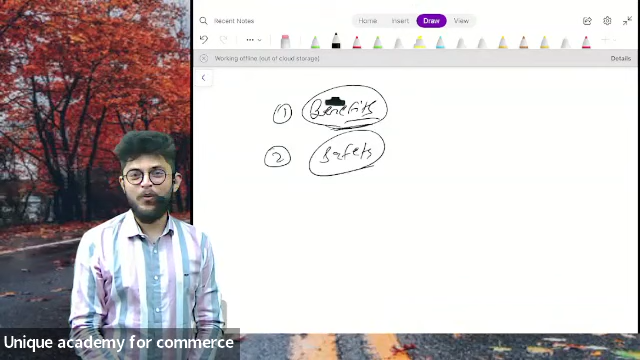 Recent Notes
Home Insert Draw View
Working offline (out of cloud storage) Details
① Benefits
② Safety
Unique academy for commerce